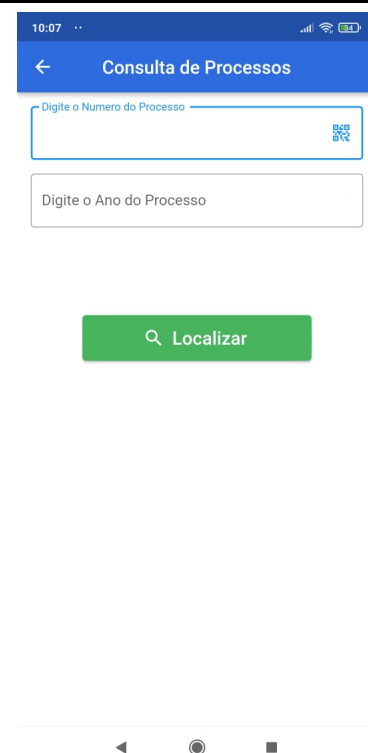 10:07
Consulta de Processos
Digite o Numero do Processo
Digite o Ano do Processo
Localizar